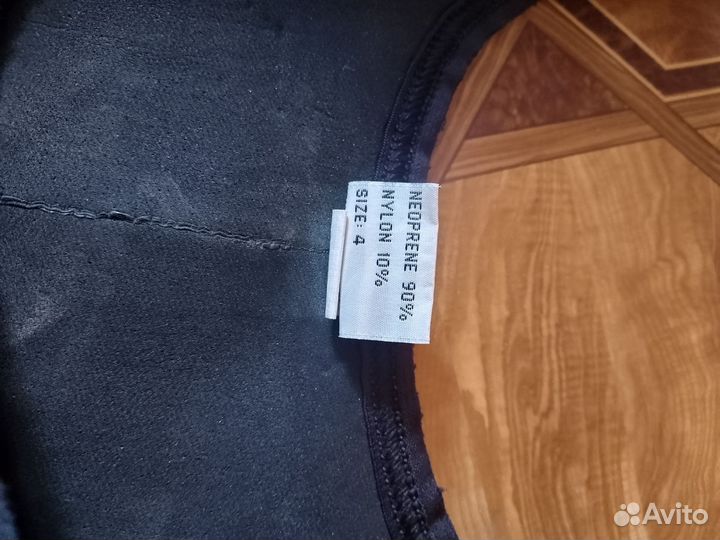 NEOPRENE 90%
NYLON 10%
SIZE: 4
Avito